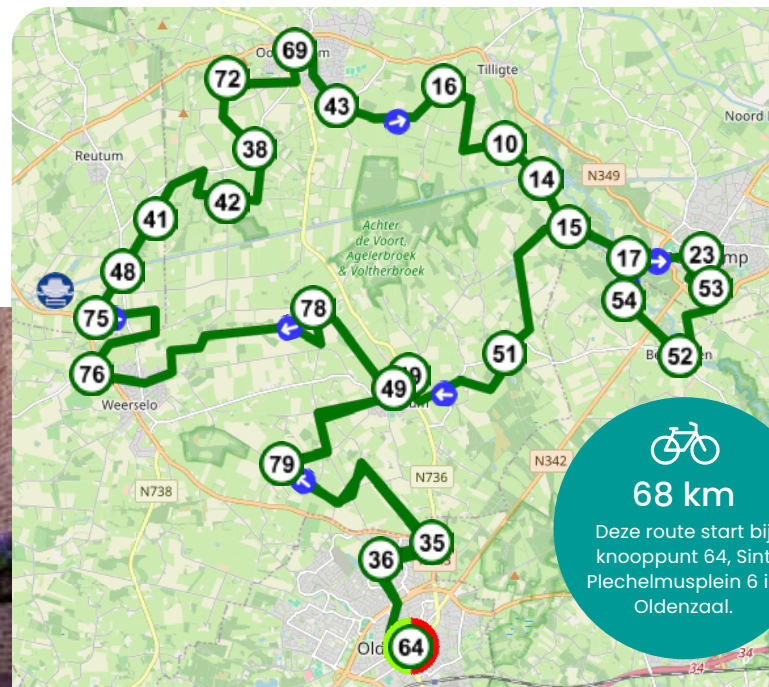 69
72
16
Tilligte
43
Noord
10
38
Reutum
14
N349
42
41
15
Achter
de Voort,
Agelerbroek
& Voltherbroek
17
23
48
53
54
78
75
51
52
76
49
Weerselo
79
N342
N736
N738
35
36
64
34
34
68 km
Deze route start bij
knooppunt 64, Sint
Plechelmusplein 6 i
Oldenzaal.